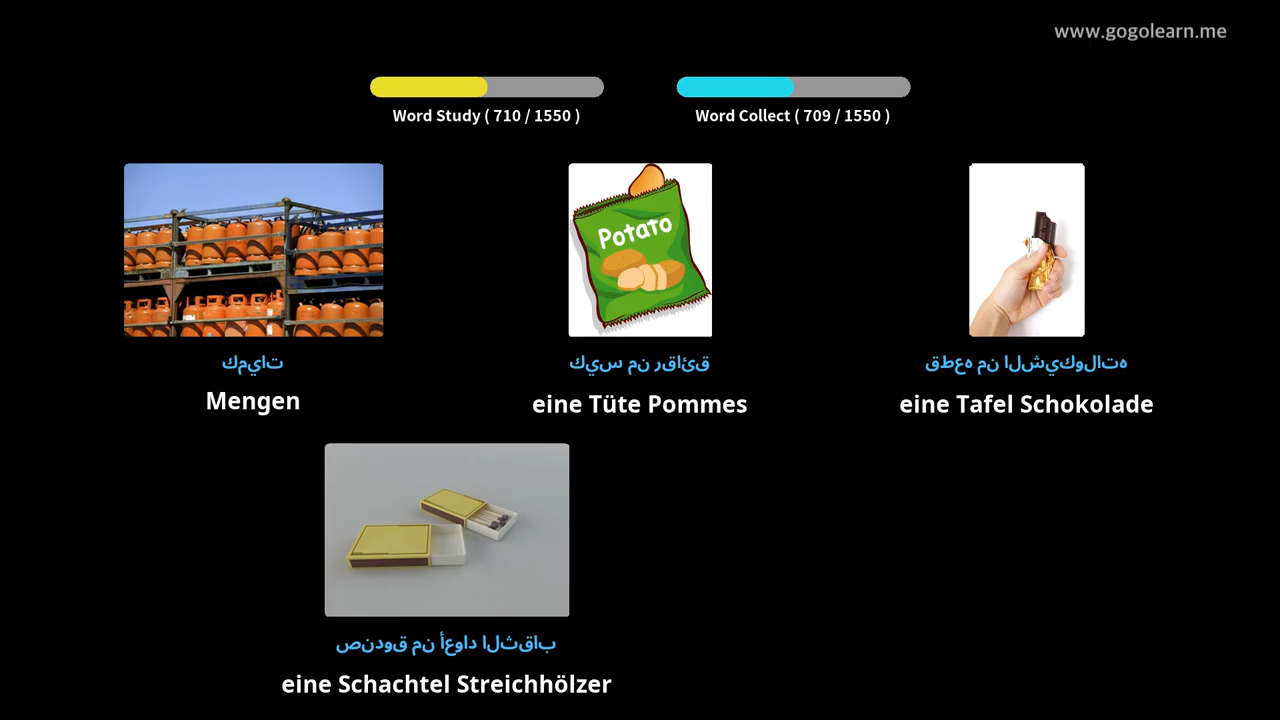 www.gogolearn.me
Word Study ( 710 / 1550 )
Word Collect ( 709 / 1550 )
Potato
كميات
كيس من رقائق
قطعه من الشيكولاته
Mengen
eine Tüte Pommes
eine Tafel Schokolade
صندوق من أعواد الثقاب
eine Schachtel Streichhölzer